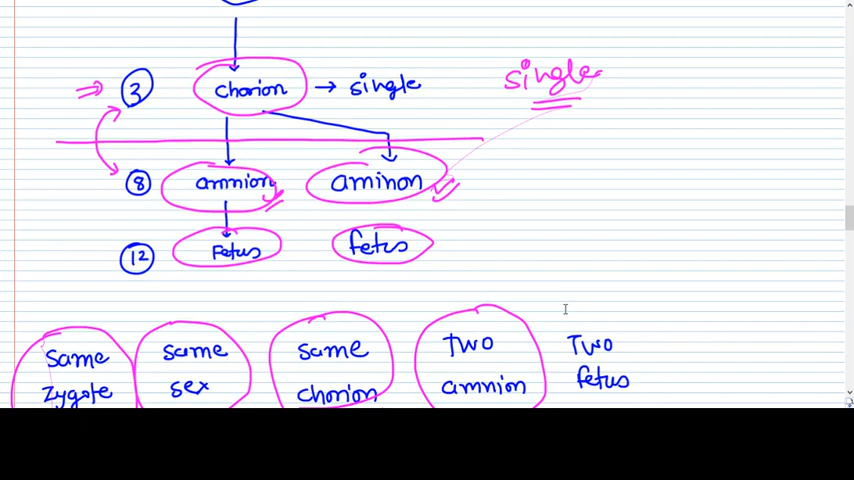 ③ chorion → single
single
⑧ ammion aminon
⑫ Fetus fetus
same same same Two Two
zygote sex chorion amnion fetus